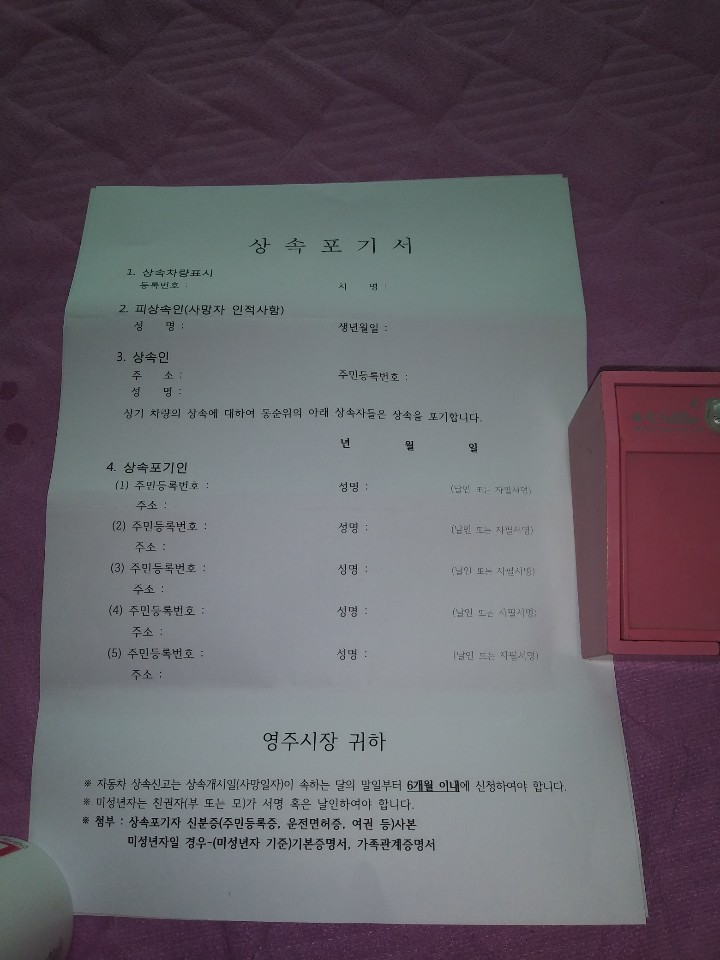 상 속 포 기 서
1. 상속차량표시
등록번호 : 차 명 :
2. 피상속인(사망자 인적사항)
성 명 : 생년월일 :
3. 상속인
주 소 : 주민등록번호 :
성 명 :
상기 차량의 상속에 대하여 동순위의 아래 상속자들은 상속을 포기합니다.
년 월 일
4. 상속포기인
(1) 주민등록번호 : 성명 : (날인 또는 자필서명)
주소 :
(2) 주민등록번호 : 성명 : (날인 또는 자필서명)
주소 :
(3) 주민등록번호 : 성명 : (날인 또는 자필서명)
주소 :
(4) 주민등록번호 : 성명 : (날인 또는 자필서명)
주소 :
(5) 주민등록번호 : 성명 : (날인 또는 자필서명)
주소 :
영주시장 귀하
※ 자동차 상속신고는 상속개시일(사망일자)이 속하는 달의 말일부터 6개월 이내에 신청하여야 합니다.
※ 미성년자는 친권자(부 또는 모)가 서명 혹은 날인하여야 합니다.
※ 첨부 : 상속포기자 신분증(주민등록증, 운전면허증, 여권 등)사본
미성년자일 경우-(미성년자 기준)기본증명서, 가족관계증명서